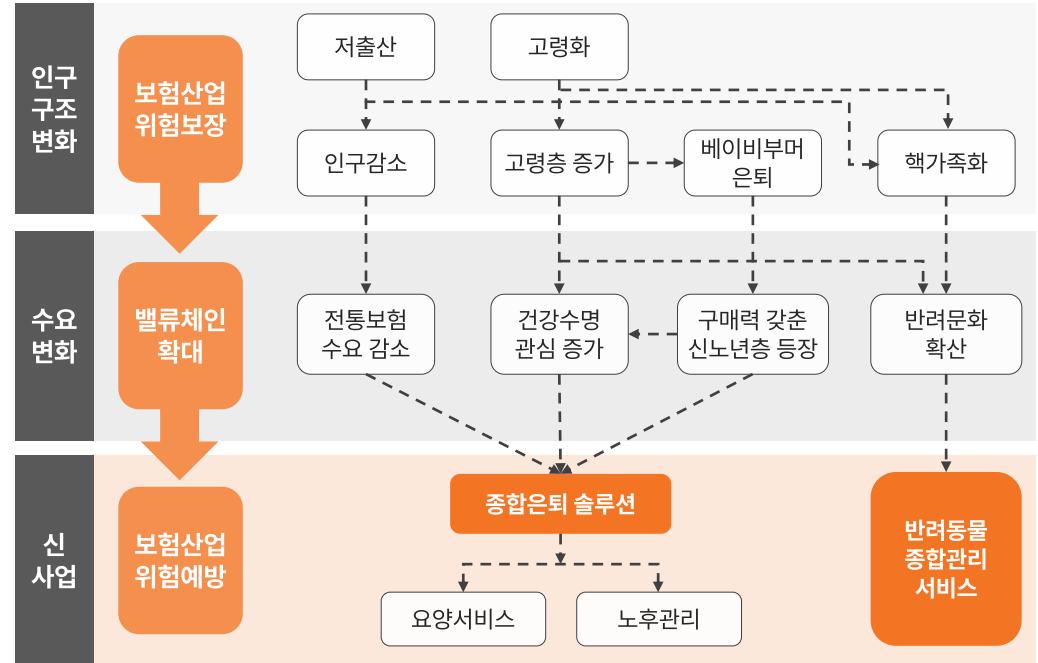 인구
구조
변화
보험산업
위험보장
저출산
고령화
인구감소
고령층 증가
베이비부머
은퇴
핵가족화
수요
변화
밸류체인
확대
전통보험
수요 감소
건강수명
관심 증가
구매력 갖춘
신노년층 등장
반려문화
확산
신
사업
보험산업
위험예방
종합은퇴 솔루션
요양서비스
노후관리
반려동물
종합관리
서비스